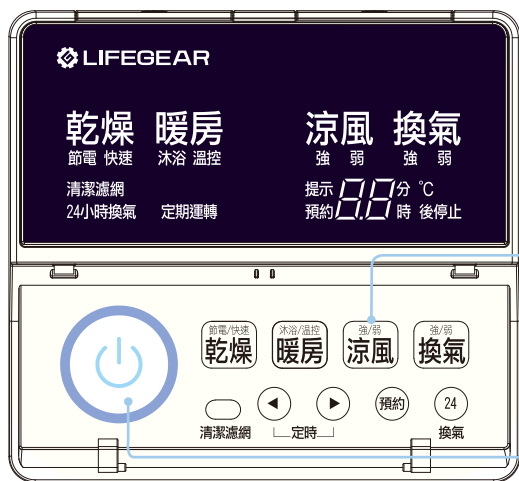 LIFEGEAR
乾燥 暖房 涼風 換氣
節電 快速 沐浴 溫控 強 弱 強 弱
清潔濾網 提示 8.8 分 °C
24小時換氣 定期運轉 預約 時 後停止
節電/快速 沐浴/溫控 強/弱 強/弱
乾燥 暖房 涼風 換氣
預約 24
清潔濾網 定時 換氣